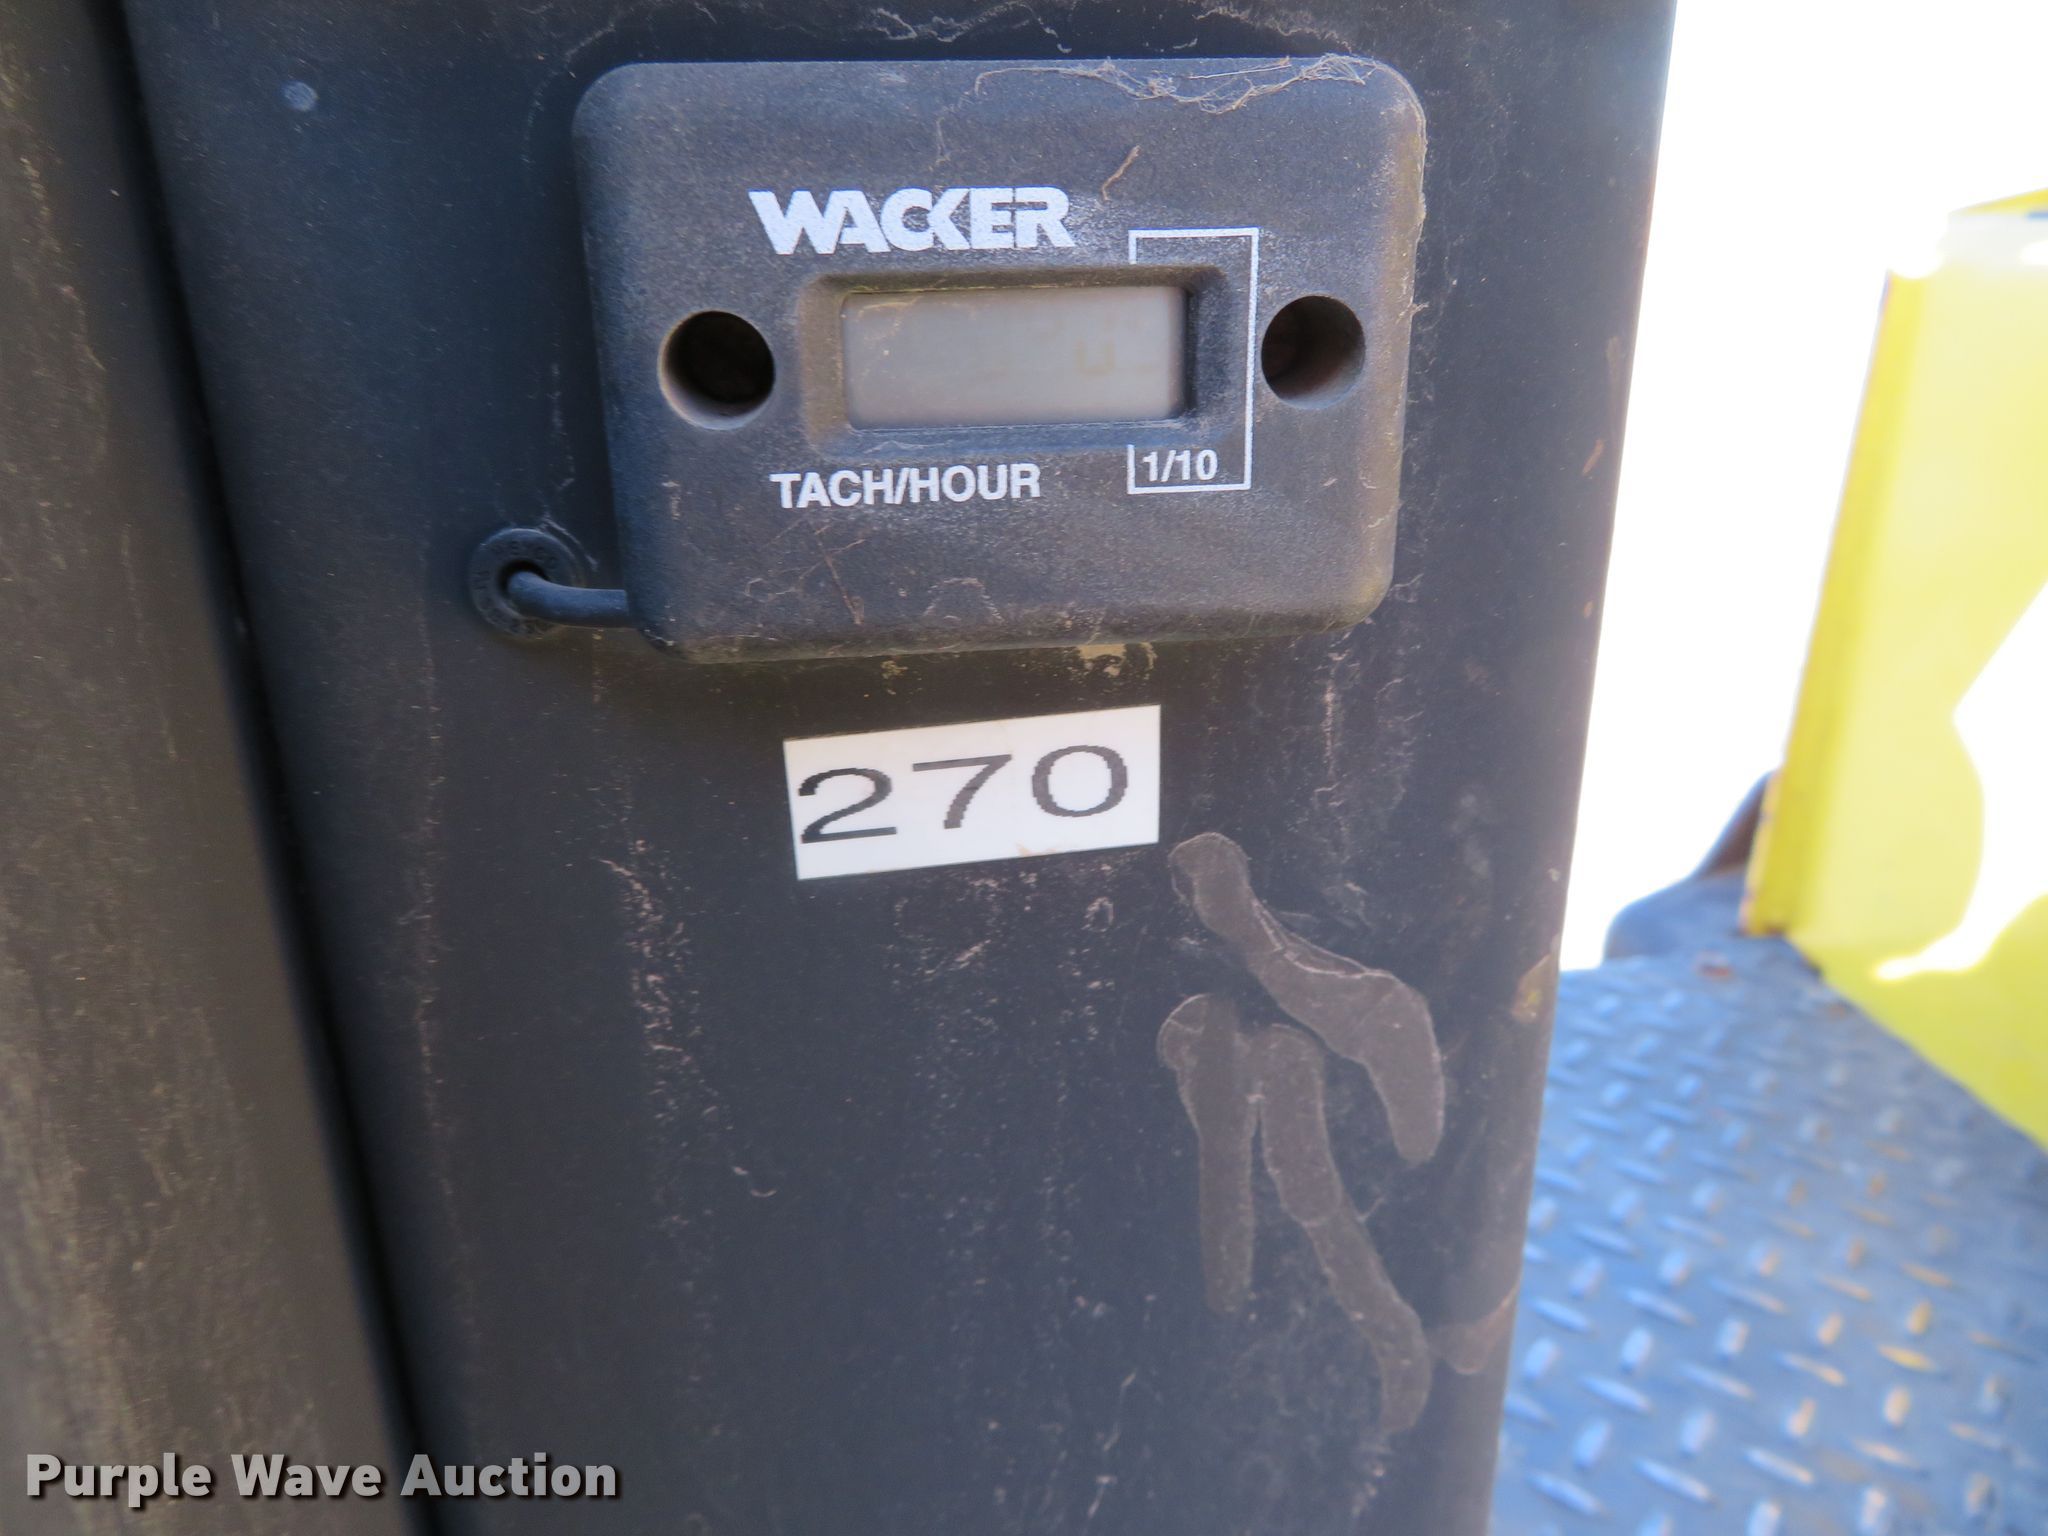 WACKER
TACH/HOUR
1/10
270
Purple Wave Auction